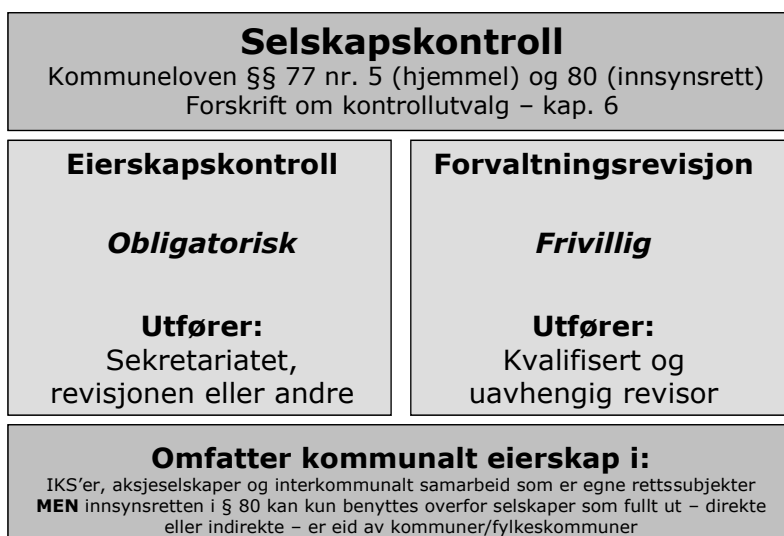 Selskapskontroll
Kommuneloven §§ 77 nr. 5 (hjemmel) og 80 (innsynsrett)
Forskrift om kontrollutvalg – kap. 6
Eierskapskontroll
Obligatorisk
Utfører:
Sekretariatet,
revisjonen eller andre
Forvaltningsrevisjon
Frivillig
Utfører:
Kvalifisert og
uavhengig revisor
Omfatter kommunalt eierskap i:
IKS'er, aksjeselskaper og interkommunalt samarbeid som er egne rettssubjekter
MEN innsynsretten i § 80 kan kun benyttes overfor selskaper som fullt ut – direkte
eller indirekte – er eid av kommuner/fylkeskommuner